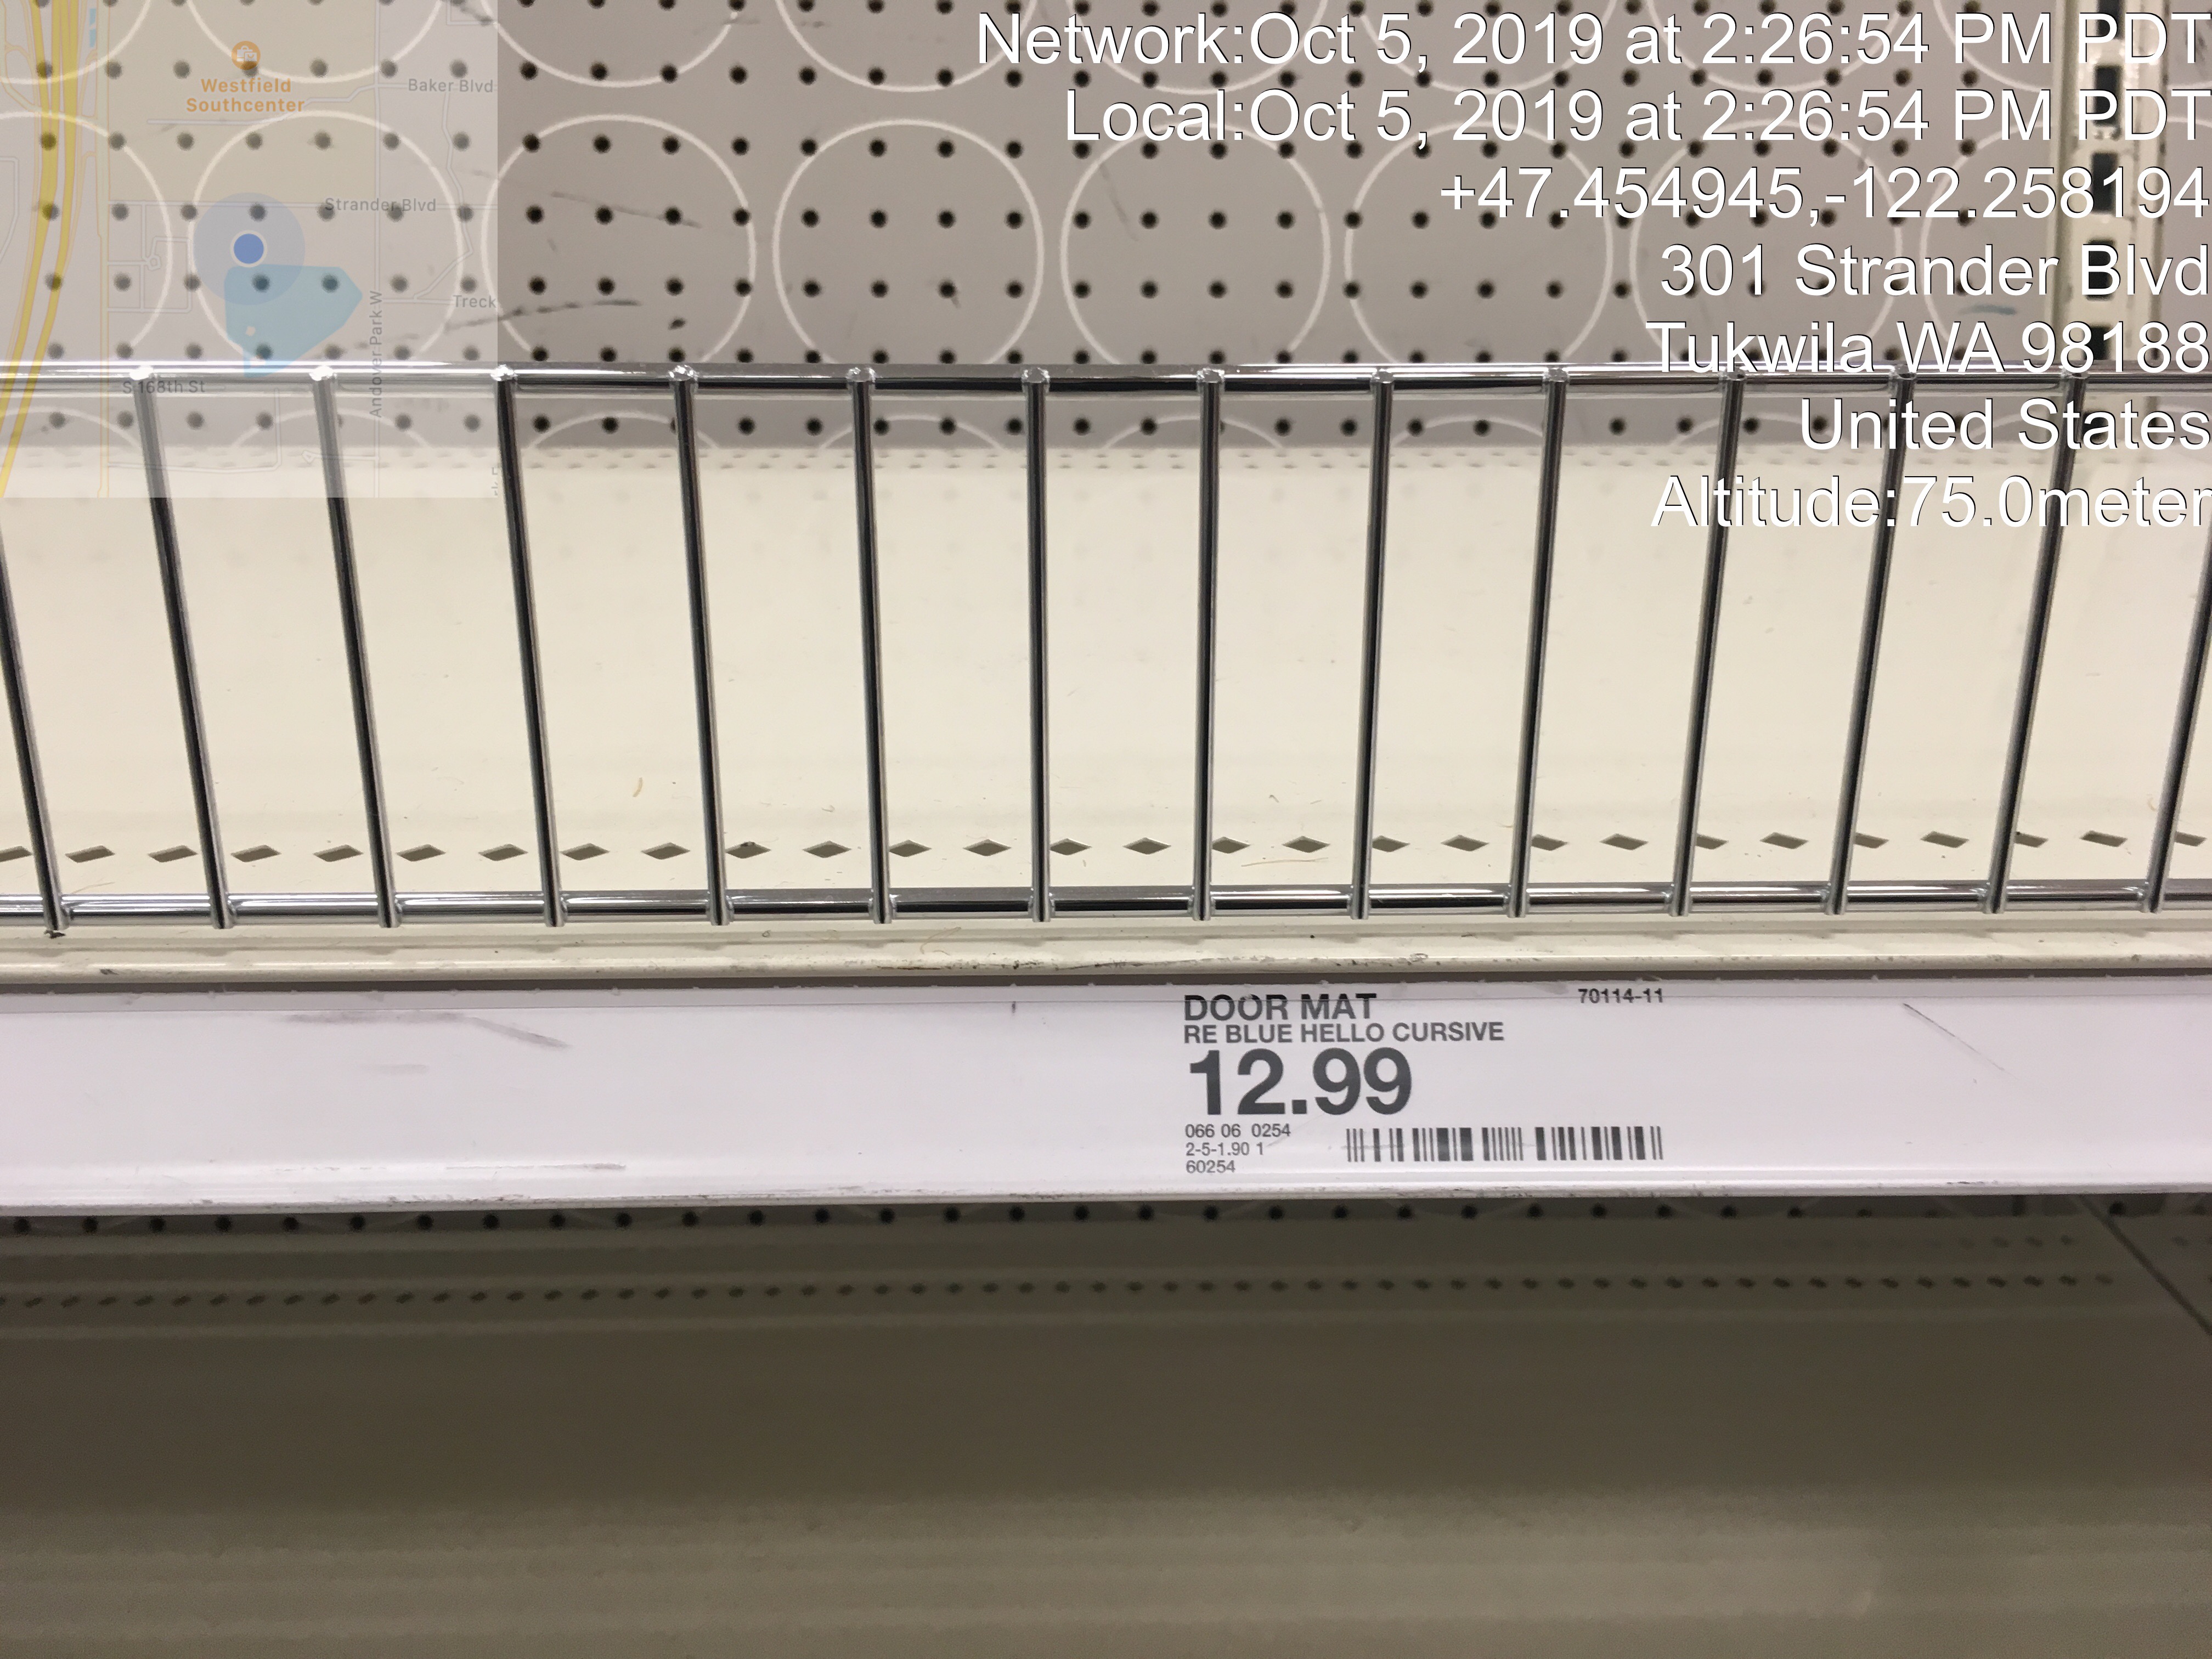 Network:Oct 5, 2019 at 2:26:54 PM PDT
Local:Oct 5, 2019 at 2:26:54 PM PDT
+47.454945,-122.258194
301 Strander Blvd
Tukwila WA 98188
United States
Altitude:75.0meter
Westfield
Southcenter
Baker Blvd
Strander Blvd
Treck
Andover Park W
S 168th St
DOOR MAT
70114-11
RE BLUE HELLO CURSIVE
12.99
066 06 0254
2-5-1.90 1
60254